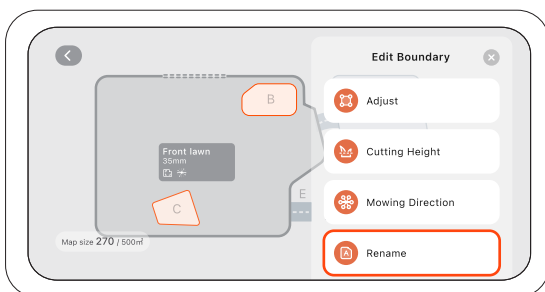 Edit Boundary
B
Adjust
Front lawn
35mm
Cutting Height
C
E
Mowing Direction
Map size 270 / 500㎡
A
Rename